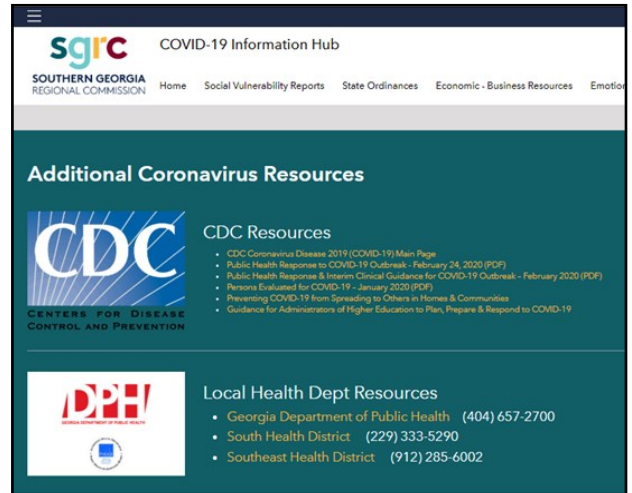 sgrc
SOUTHERN GEORGIA
REGIONAL COMMISSION
COVID-19 Information Hub
Home Social Vulnerability Reports State Ordinances Economic - Business Resources Emotion
Additional Coronavirus Resources
CDC
CENTERS FOR DISEASE
CONTROL AND PREVENTION
CDC Resources
• CDC Coronavirus Disease 2019 (COVID-19) Main Page
• Public Health Response to COVID-19 Outbreak - February 24, 2020 (PDF)
• Public Health Response & Interim Clinical Guidance for COVID-19 Outbreak - February 2020 (PDF)
• Persons Evaluated for COVID-19 - January 2020 (PDF)
• Preventing COVID-19 from Spreading to Others in Homes & Communities
• Guidance for Administrators of Higher Education to Plan, Prepare & Respond to COVID-19
DPH
GEORGIA DEPARTMENT OF PUBLIC HEALTH
Local Health Dept Resources
• Georgia Department of Public Health (404) 657-2700
• South Health District (229) 333-5290
• Southeast Health District (912) 285-6002